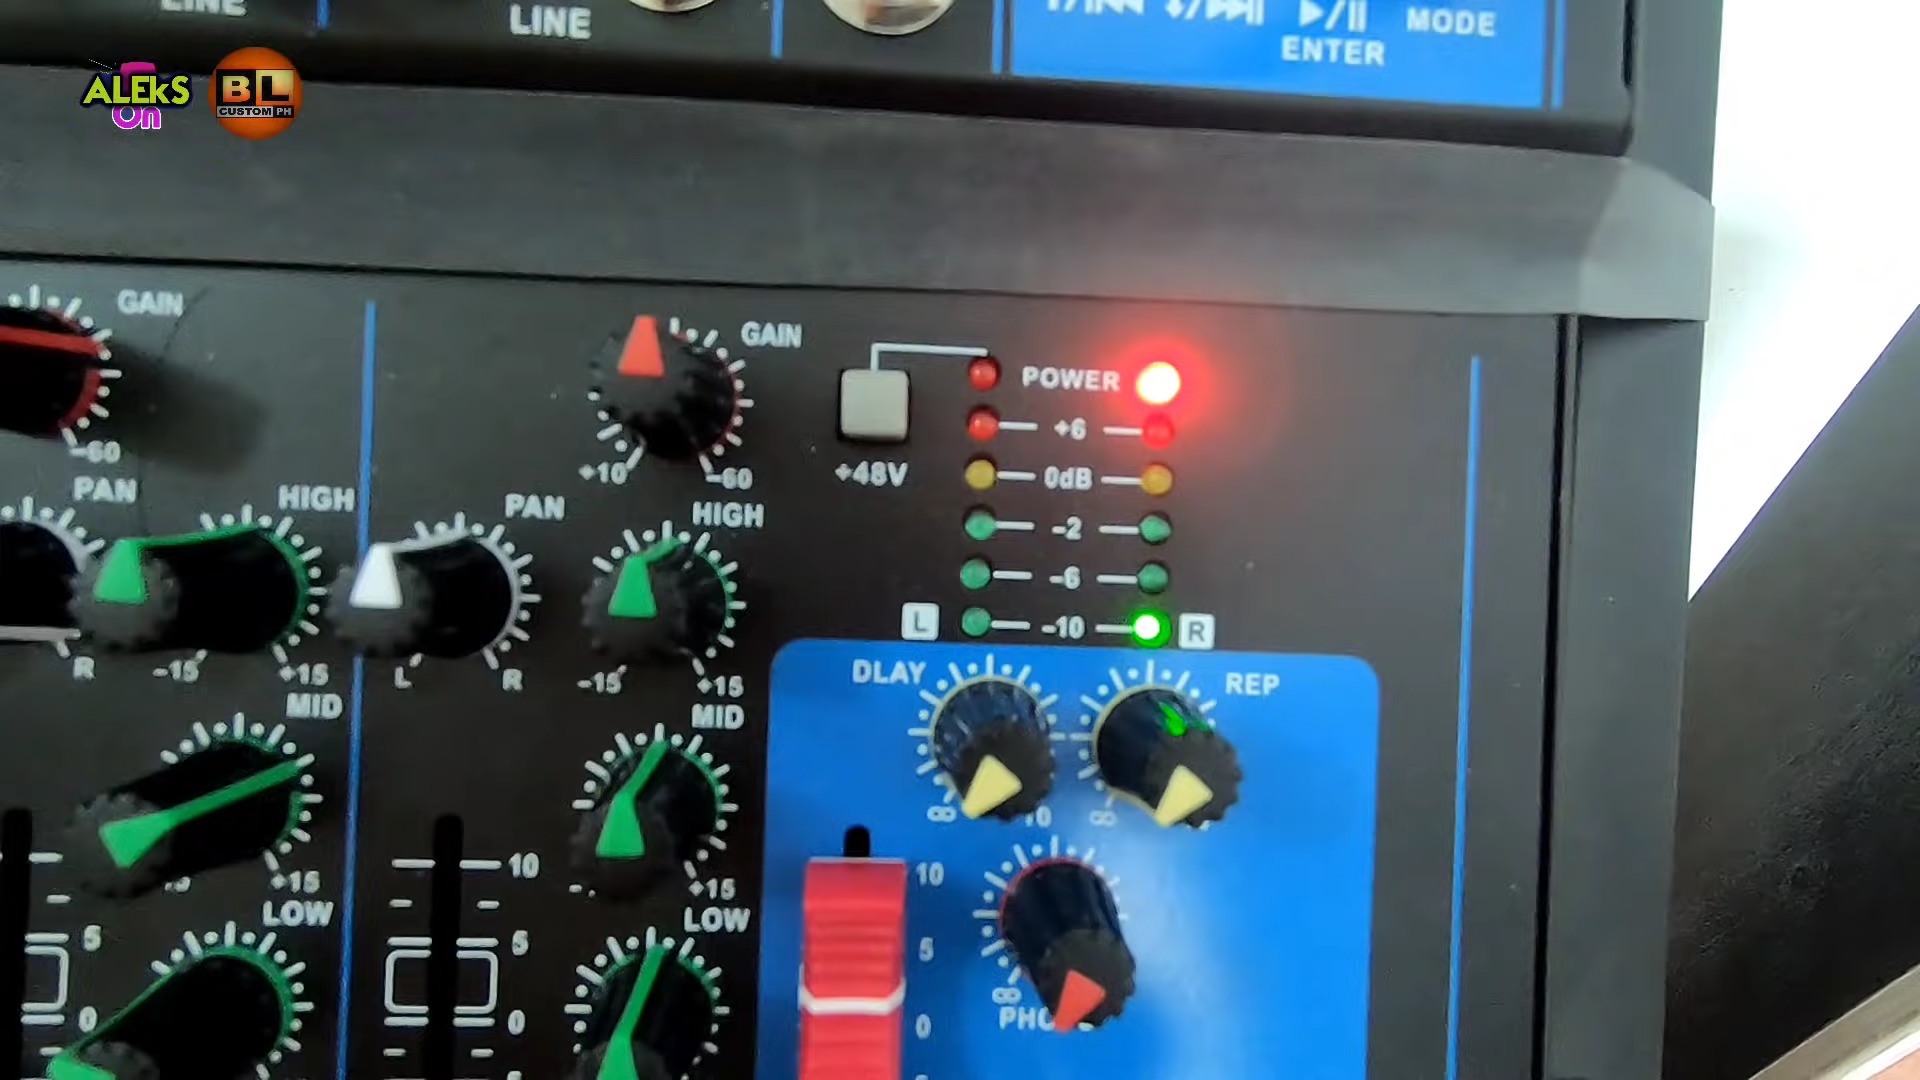 LINE
LINE
ENTER
MODE
ALEKS
On
BL
CUSTOM PH
GAIN
-60
PAN
HIGH
R
-15
+15
MID
+15
LOW
5
0
GAIN
+10
-60
PAN
HIGH
L
R
-15
+15
MID
+15
LOW
10
5
0
+48V
POWER
+6
0dB
-2
-6
L
-10
R
DLAY
REP
∞
10
∞
10
5
0
∞